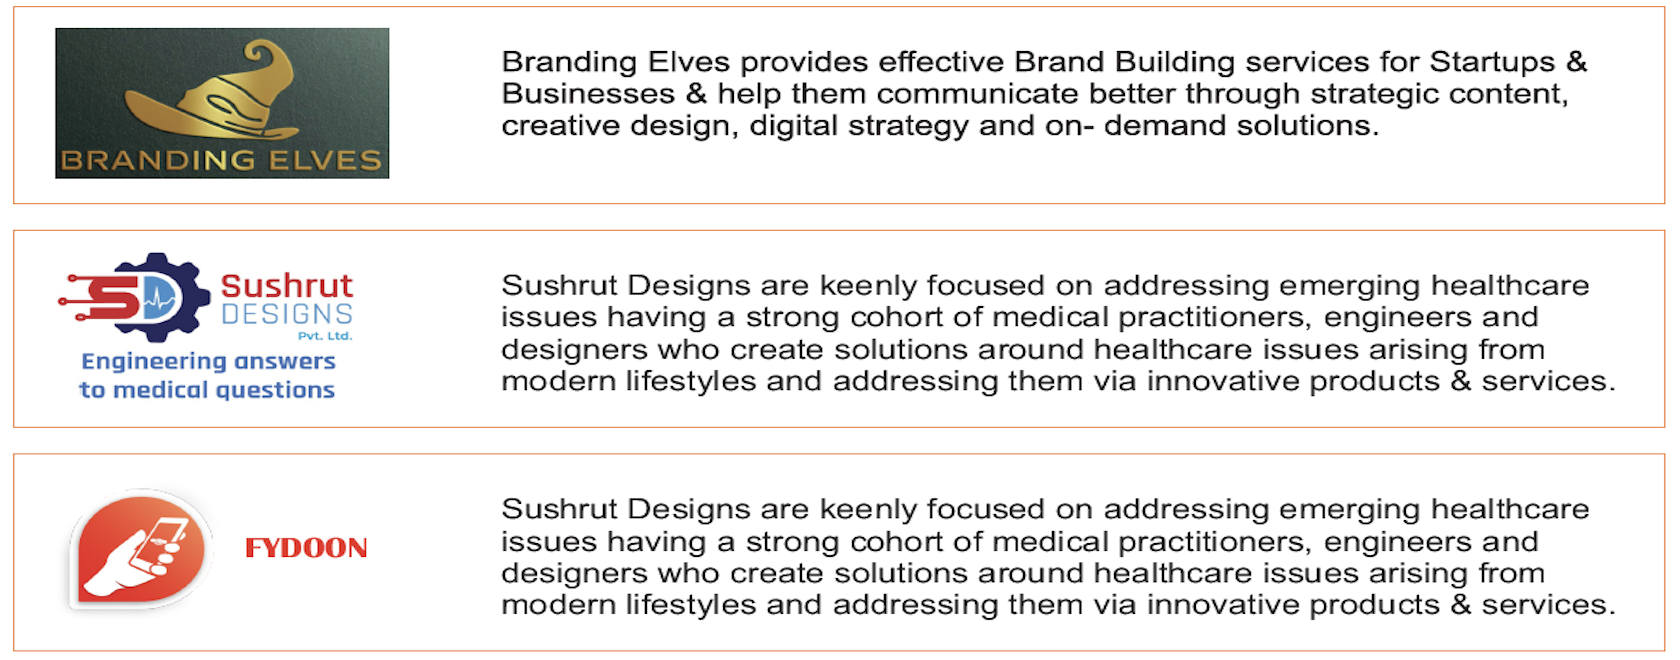 BRANDING ELVES
Branding Elves provides effective Brand Building services for Startups &
Businesses & help them communicate better through strategic content,
creative design, digital strategy and on- demand solutions.
SD
Sushrut
DESIGNS
Pvt. Ltd.
Engineering answers
to medical questions
Sushrut Designs are keenly focused on addressing emerging healthcare
issues having a strong cohort of medical practitioners, engineers and
designers who create solutions around healthcare issues arising from
modern lifestyles and addressing them via innovative products & services.
FYDOON
Sushrut Designs are keenly focused on addressing emerging healthcare
issues having a strong cohort of medical practitioners, engineers and
designers who create solutions around healthcare issues arising from
modern lifestyles and addressing them via innovative products & services.